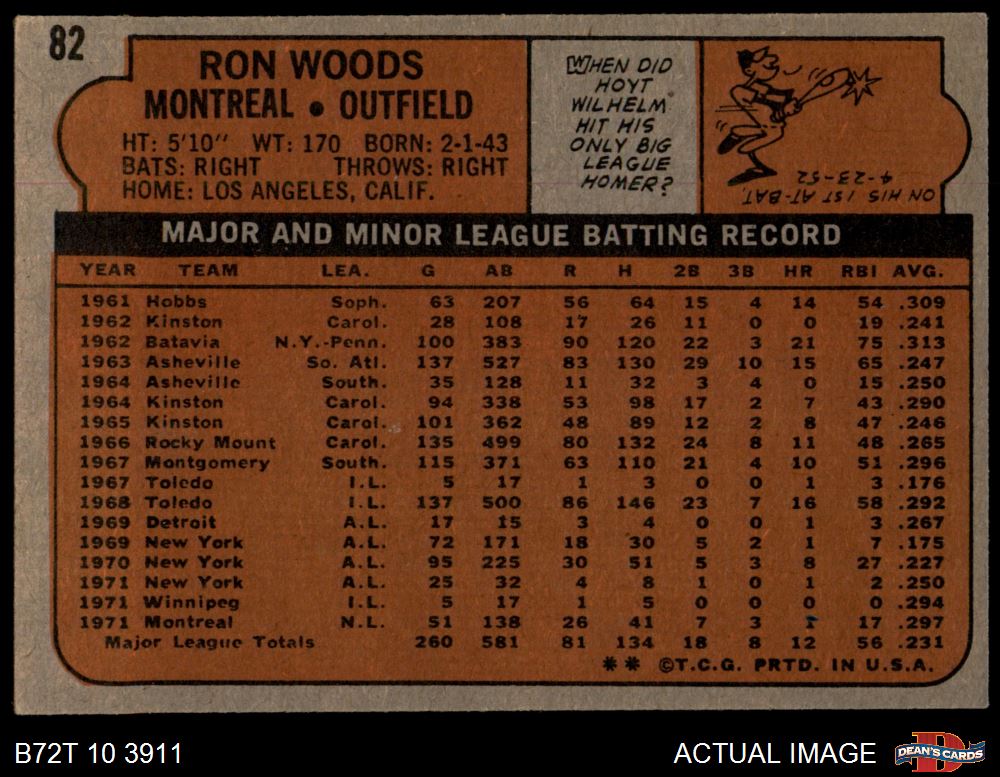 82
RON WOODS
MONTREAL • OUTFIELD
HT: 5'10" WT: 170 BORN: 2-1-43
BATS: RIGHT THROWS: RIGHT
HOME: LOS ANGELES, CALIF.
WHEN DID
HOYT
WILHELM
HIT HIS
ONLY BIG
LEAGUE
HOMER?
ON HIS 1ST AT-BAT,
4-23-52
MAJOR AND MINOR LEAGUE BATTING RECORD
YEAR TEAM LEA. G AB R H 2B 3B HR RBI AVG.
1961 Hobbs Soph. 63 207 56 64 15 4 14 54 .309
1962 Kinston Carol. 28 108 17 26 11 0 0 19 .241
1962 Batavia N.Y.-Penn. 100 383 90 120 22 3 21 75 .313
1963 Asheville So. Atl. 137 527 83 130 29 10 15 65 .247
1964 Asheville South. 35 128 11 32 3 4 0 15 .250
1964 Kinston Carol. 94 338 53 98 17 2 7 43 .290
1965 Kinston Carol. 101 362 48 89 12 2 8 47 .246
1966 Rocky Mount Carol. 135 499 80 132 24 8 11 48 .265
1967 Montgomery South. 115 371 63 110 21 4 10 51 .296
1967 Toledo I.L. 5 17 1 3 0 0 1 3 .176
1968 Toledo I.L. 137 500 86 146 23 7 16 58 .292
1969 Detroit A.L. 17 15 3 4 0 0 1 3 .267
1969 New York A.L. 72 171 18 30 5 2 1 7 .175
1970 New York A.L. 95 225 30 51 5 3 8 27 .227
1971 New York A.L. 25 32 4 8 1 0 1 2 .250
1971 Winnipeg I.L. 5 17 1 5 0 0 0 0 .294
1971 Montreal N.L. 51 138 26 41 7 3 1 17 .297
Major League Totals 260 581 81 134 18 8 12 56 .231
** ©T.C.G. PRTD. IN U.S.A.
B72T 10 3911
ACTUAL IMAGE
DEAN'S CARDS